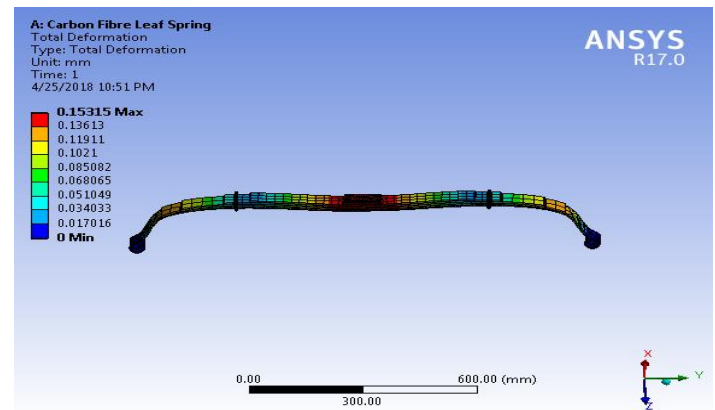 A: Carbon Fibre Leaf Spring
Total Deformation
Type: Total Deformation
Unit: mm
Time: 1
4/25/2018 10:51 PM
ANSYS
R17.0
0.15315 Max
0.13613
0.11911
0.1021
0.085082
0.068065
0.051049
0.034033
0.017016
0 Min
0.00 600.00 (mm)
300.00
X
Y
Z